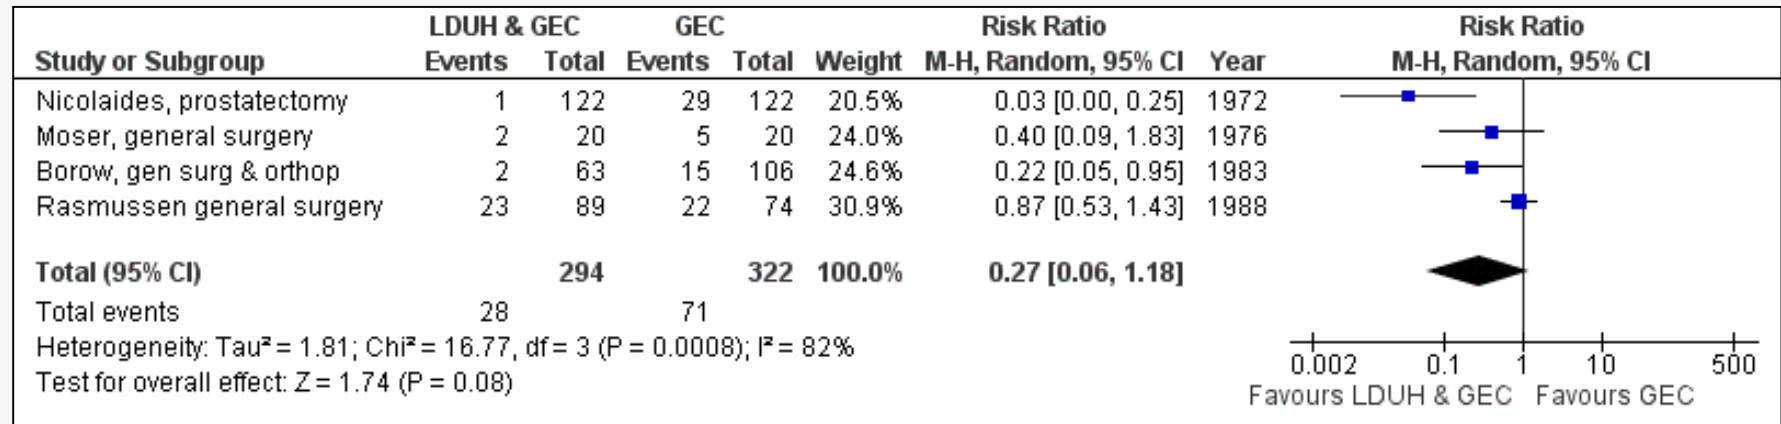 LDUH & GEC GEC Risk Ratio Risk Ratio
Study or Subgroup Events Total Events Total Weight M-H, Random, 95% CI Year M-H, Random, 95% CI
Nicolaides, prostatectomy 1 122 29 122 20.5% 0.03 [0.00, 0.25] 1972
Moser, general surgery 2 20 5 20 24.0% 0.40 [0.09, 1.83] 1976
Borow, gen surg & orthop 2 63 15 106 24.6% 0.22 [0.05, 0.95] 1983
Rasmussen general surgery 23 89 22 74 30.9% 0.87 [0.53, 1.43] 1988
Total (95% CI) 294 322 100.0% 0.27 [0.06, 1.18]
Total events 28 71
Heterogeneity: Tau² = 1.81; Chi² = 16.77, df = 3 (P = 0.0008); I² = 82%
Test for overall effect: Z = 1.74 (P = 0.08)
0.002 0.1 1 10 500
Favours LDUH & GEC Favours GEC